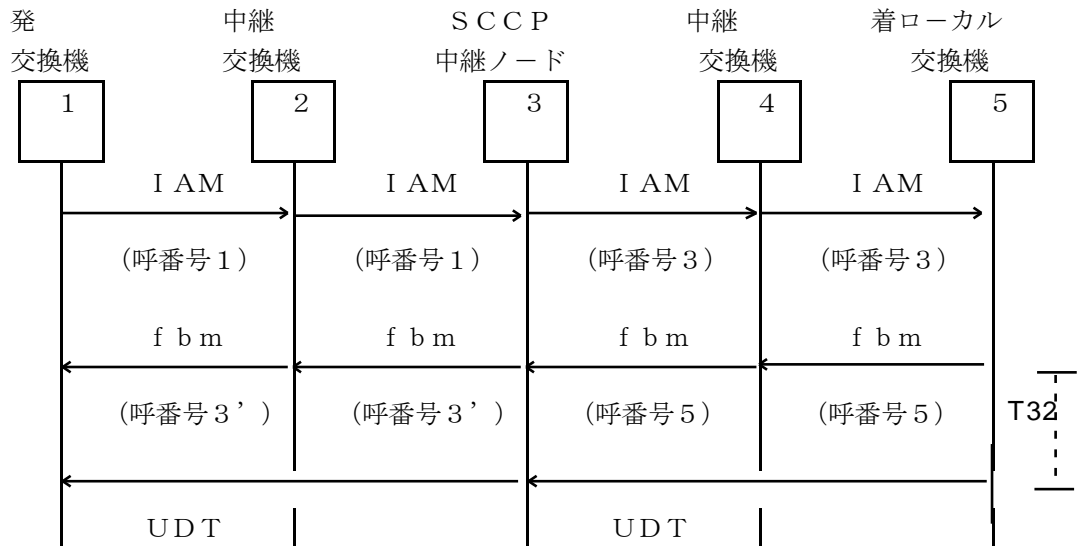 発 中継 ＳＣＣＰ 中継 着ローカル
交換機 交換機 中継ノード 交換機 交換機
１ ２ ３ ４ ５
ＩＡＭ ＩＡＭ ＩＡＭ ＩＡＭ
（呼番号１） （呼番号１） （呼番号３） （呼番号３）
ｆｂｍ ｆｂｍ ｆｂｍ ｆｂｍ
（呼番号３’） （呼番号３’） （呼番号５） （呼番号５） T32
ＵＤＴ ＵＤＴ